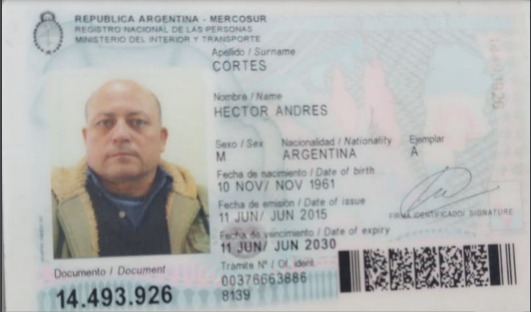 REPUBLICA ARGENTINA - MERCOSUR
REGISTRO NACIONAL DE LAS PERSONAS
MINISTERIO DEL INTERIOR Y TRANSPORTE
Apellido / Surname
CORTES
Nombre / Name
HECTOR ANDRES
Sexo / Sex Nacionalidad / Nationality Ejemplar
M ARGENTINA A
Fecha de nacimiento / Date of birth
10 NOV/ NOV 1961
Fecha de emisión / Date of issue
11 JUN/ JUN 2015
FIRMA IDENTIFICADO/ SIGNATURE
Fecha de vencimiento / Date of expiry
11 JUN/ JUN 2030
Tramite Nº / Of. ident.
00376663886
8139
Documento / Document
14.493.926